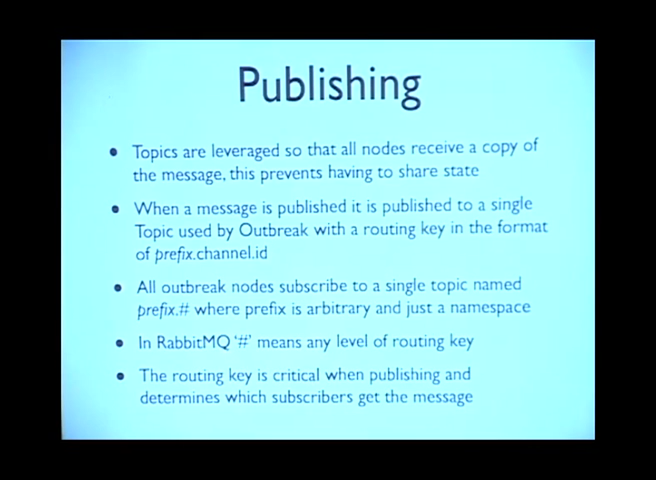 Publishing
Topics are leveraged so that all nodes receive a copy of
the message, this prevents having to share state
When a message is published it is published to a single
Topic used by Outbreak with a routing key in the format
of prefix.channel.id
All outbreak nodes subscribe to a single topic named
prefix.# where prefix is arbitrary and just a namespace
In RabbitMQ '#' means any level of routing key
The routing key is critical when publishing and
determines which subscribers get the message